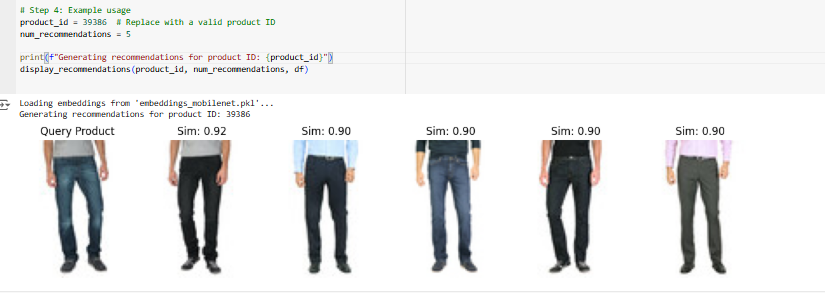 # Step 4: Example usage
product_id = 39386  # Replace with a valid product ID
num_recommendations = 5
print(f"Generating recommendations for product ID: {product_id}")
display_recommendations(product_id, num_recommendations, df)
Loading embeddings from 'embeddings_mobilenet.pkl'...
Generating recommendations for product ID: 39386
Query Product Sim: 0.92 Sim: 0.90 Sim: 0.90 Sim: 0.90 Sim: 0.90